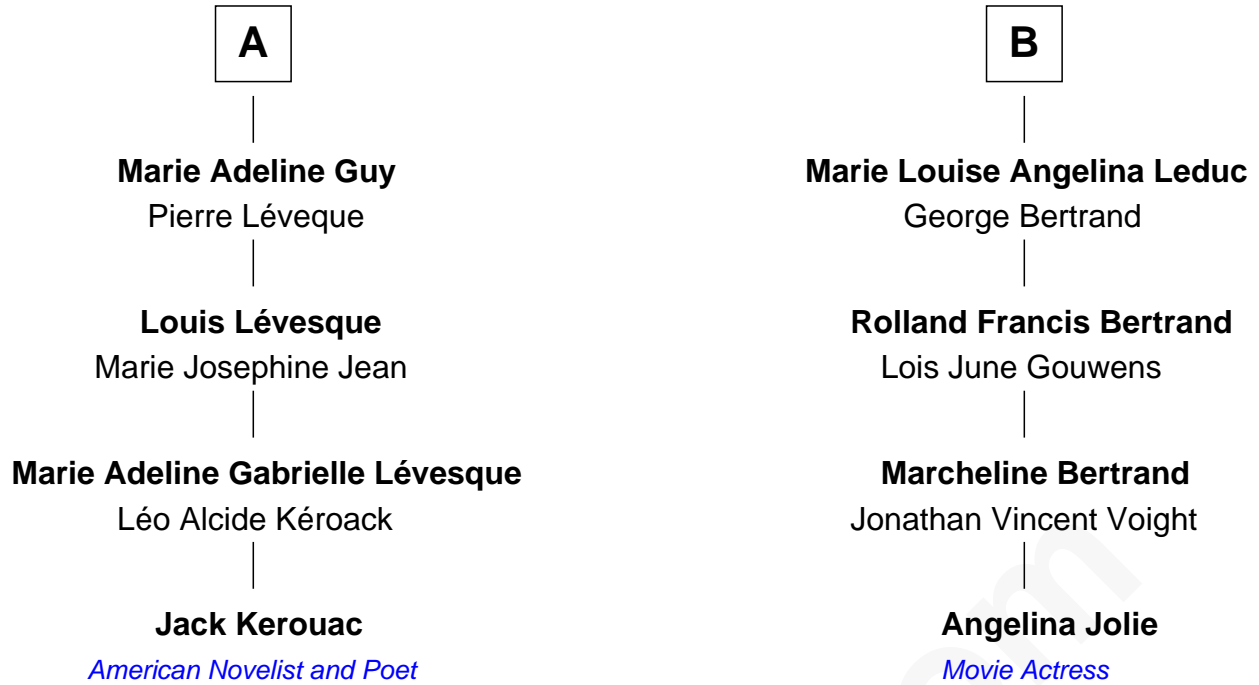 A
Marie Adeline Guy
Pierre Léveque
Louis Lévesque
Marie Josephine Jean
Marie Adeline Gabrielle Lévesque
Léo Alcide Kéroack
Jack Kerouac
American Novelist and Poet
B
Marie Louise Angelina Leduc
George Bertrand
Rolland Francis Bertrand
Lois June Gouwens
Marcheline Bertrand
Jonathan Vincent Voight
Angelina Jolie
Movie Actress